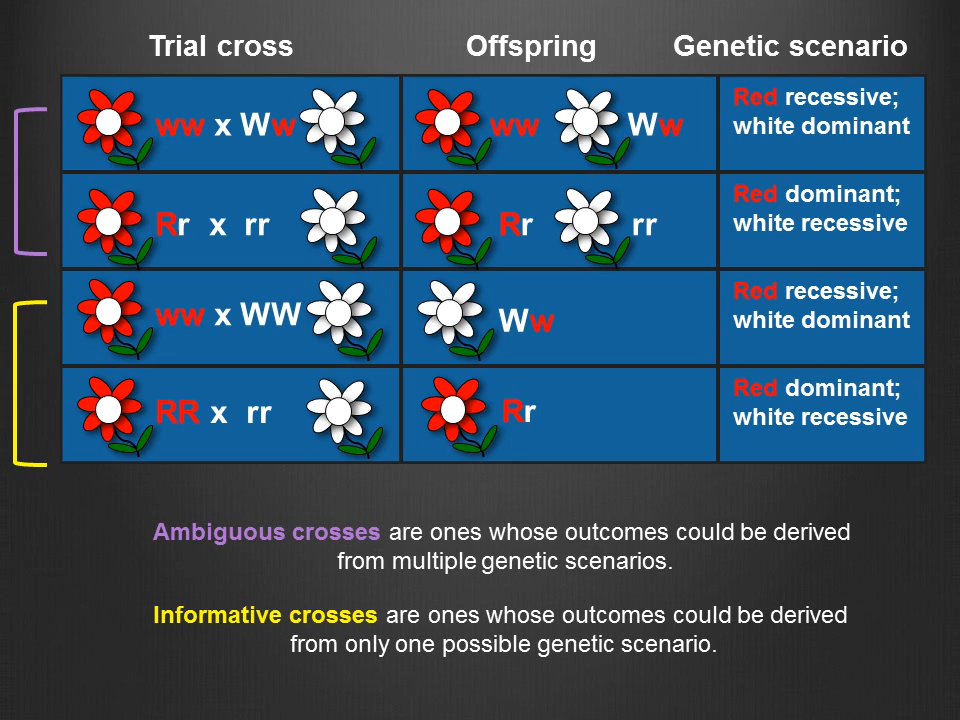 Trial cross Offspring Genetic scenario
ww x Ww ww Ww Red recessive;
white dominant
Rr x rr Rr rr Red dominant;
white recessive
ww x WW Ww Red recessive;
white dominant
RR x rr Rr Red dominant;
white recessive
Ambiguous crosses are ones whose outcomes could be derived
from multiple genetic scenarios.
Informative crosses are ones whose outcomes could be derived
from only one possible genetic scenario.